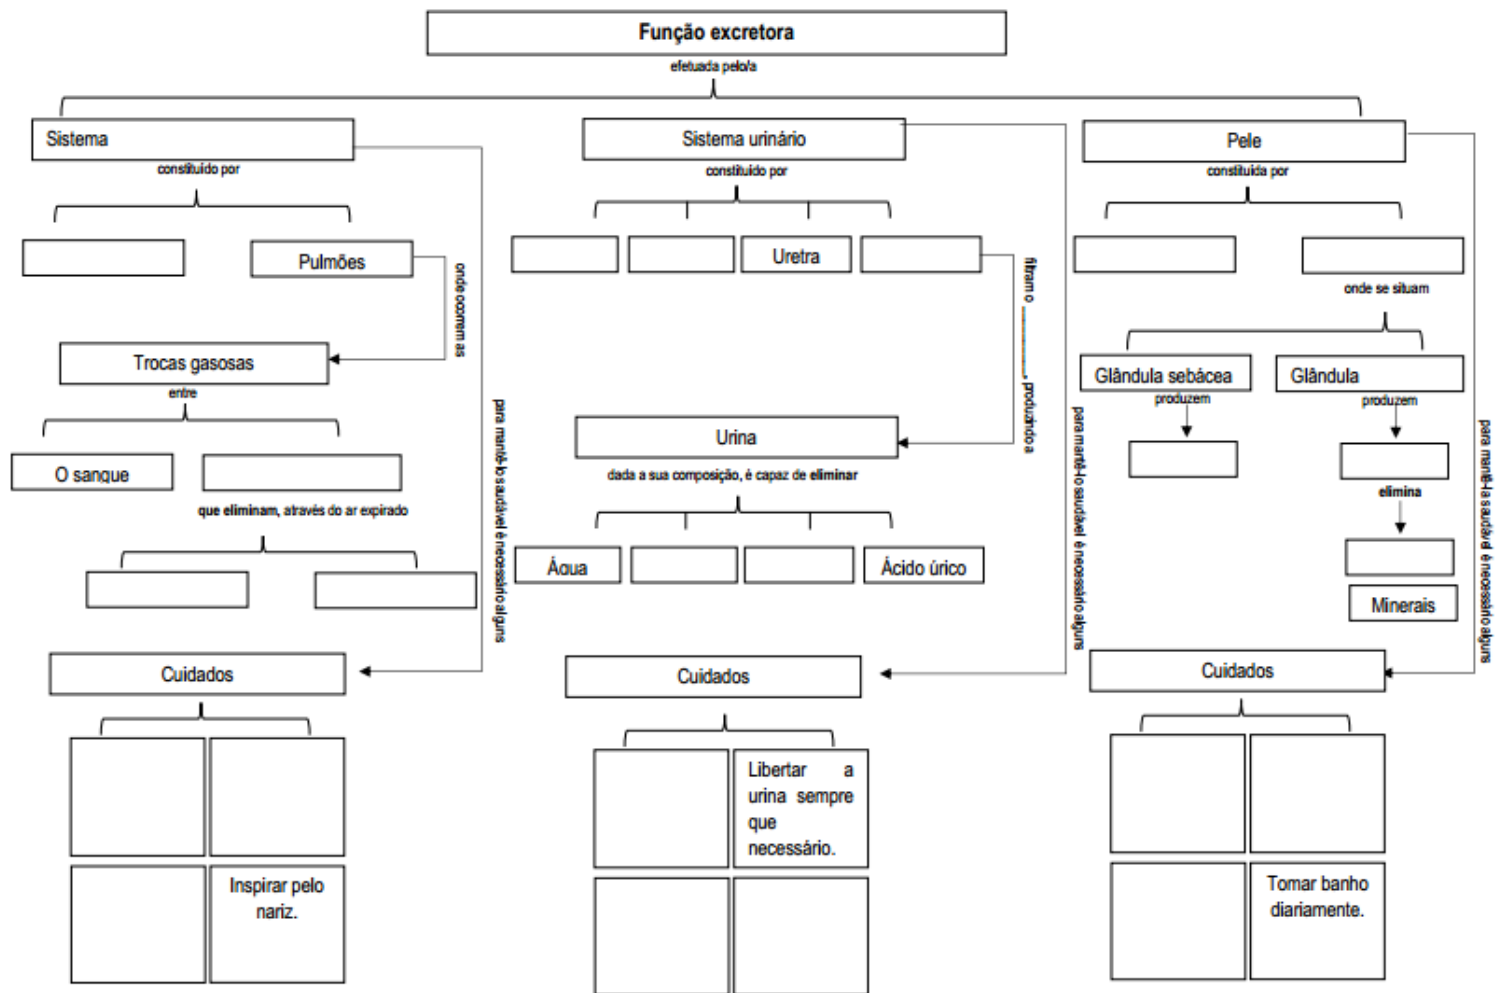 Função excretora
efetuada pelo/a
Sistema
constituído por
Pulmões
onde ocorrem as
Trocas gasosas
entre
O sangue
que eliminam, através do ar expirado
para mantê-lo saudável é necessário alguns
Cuidados
Inspirar pelo
nariz.
Sistema urinário
constituído por
Uretra
filtram o ___________, produzindo a
Urina
dada a sua composição, é capaz de eliminar
Água
Ácido úrico
para mantê-lo saudável é necessário alguns
Cuidados
Libertar a
urina sempre
que
necessário.
Pele
constituída por
onde se situam
Glândula sebácea
produzem
Glândula
produzem
elimina
Minerais
para mantê-la saudável é necessário alguns
Cuidados
Tomar banho
diariamente.